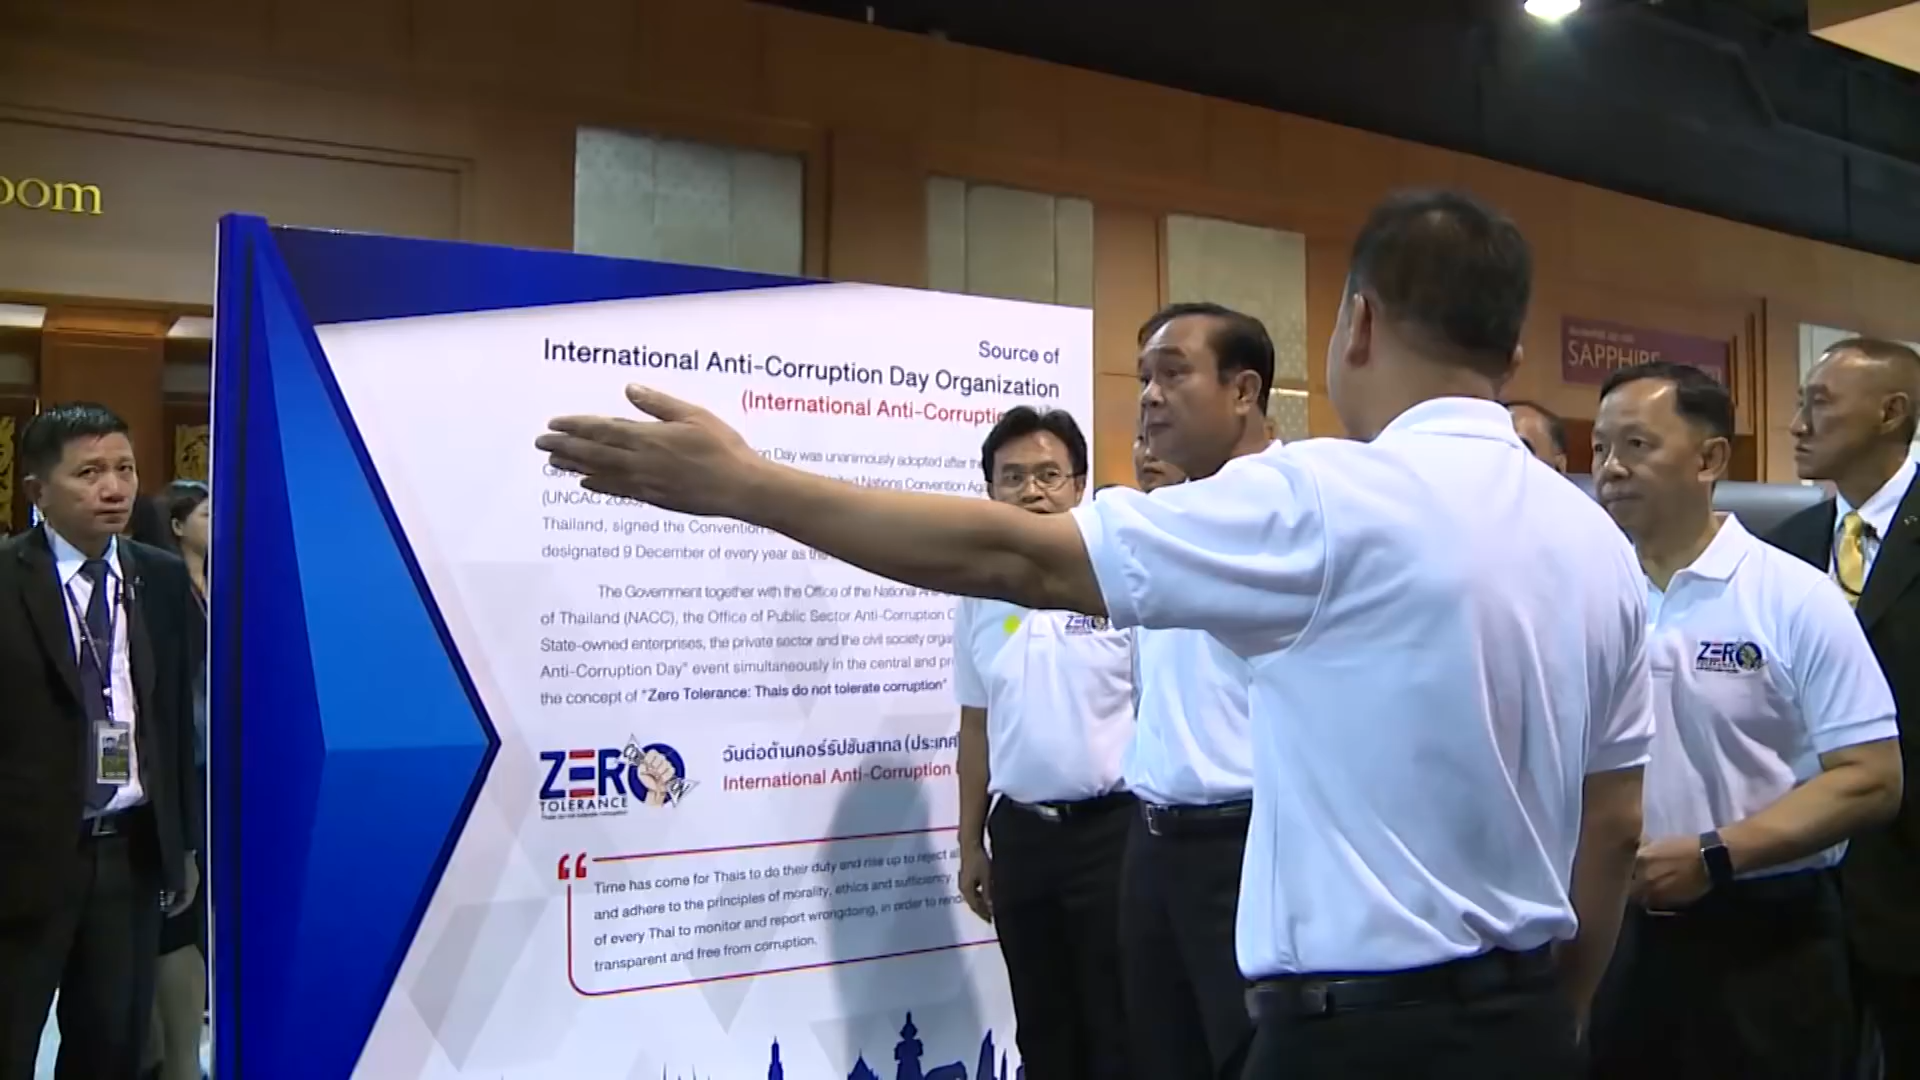 oom
SAPPHIRE
Source of
International Anti-Corruption Day Organization
(International Anti-Corruptio
on Day was unanimously adopted after the
Nations Convention Aga
(UNCAC 2003)
Thailand, signed the Convention
designated 9 December of every year as the
The Government together with the Office of the National
of Thailand (NACC), the Office of Public Sector Anti-Corruption C
State-owned enterprises, the private sector and the civil society orga
Anti-Corruption Day" event simultaneously in the central and pr
the concept of "Zero Tolerance: Thais do not tolerate corruption"
ZERO
TOLERANCE
วันต่อต้านคอร์รัปชันสากล (ประเทศ
International Anti-Corruption
“
Time has come for Thais to do their duty and rise up to reject al
and adhere to the principles of morality, ethics and sufficiency.
of every Thai to monitor and report wrongdoing, in order to rend
transparent and free from corruption.
ZERO
ZERO